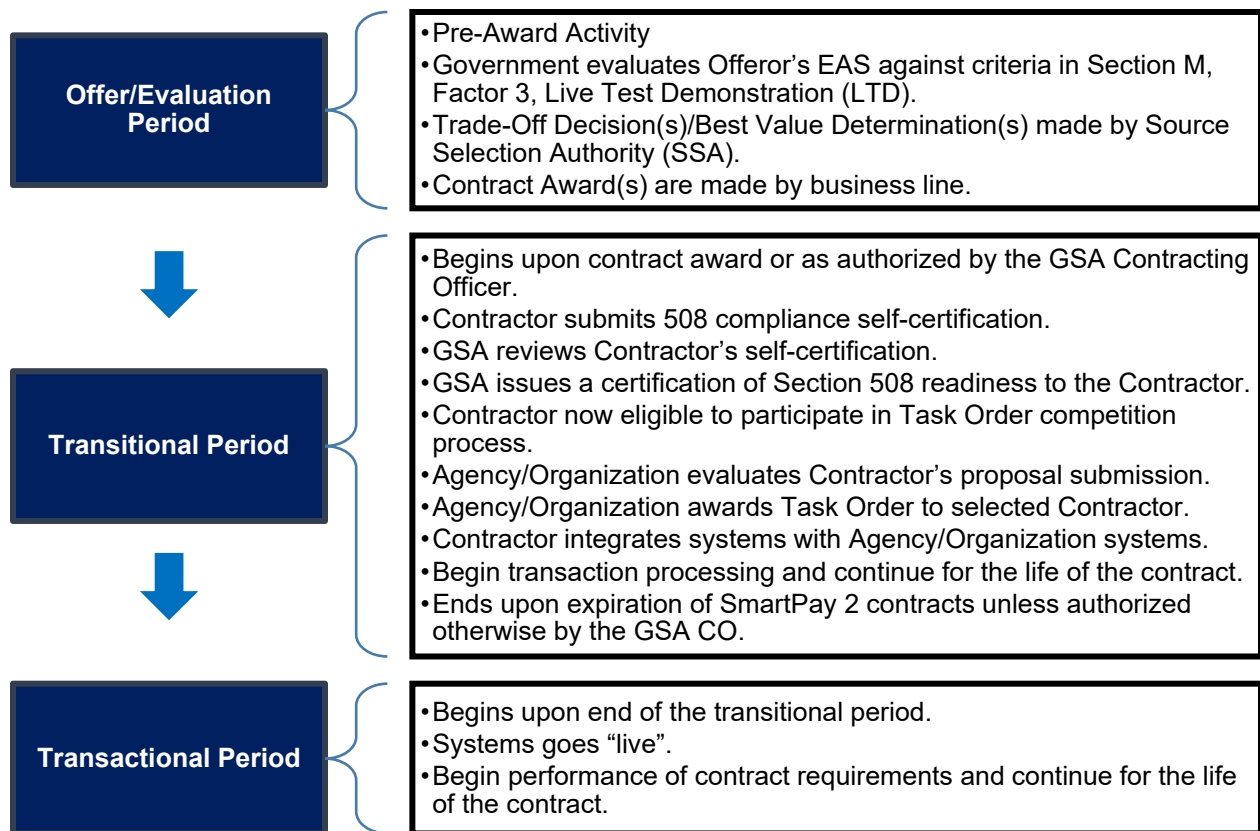 Offer/Evaluation
Period
•Pre-Award Activity
•Government evaluates Offeror’s EAS against criteria in Section M,
Factor 3, Live Test Demonstration (LTD).
•Trade-Off Decision(s)/Best Value Determination(s) made by Source
Selection Authority (SSA).
•Contract Award(s) are made by business line.
Transitional Period
•Begins upon contract award or as authorized by the GSA Contracting
Officer.
•Contractor submits 508 compliance self-certification.
•GSA reviews Contractor’s self-certification.
•GSA issues a certification of Section 508 readiness to the Contractor.
•Contractor now eligible to participate in Task Order competition
process.
•Agency/Organization evaluates Contractor’s proposal submission.
•Agency/Organization awards Task Order to selected Contractor.
•Contractor integrates systems with Agency/Organization systems.
•Begin transaction processing and continue for the life of the contract.
•Ends upon expiration of SmartPay 2 contracts unless authorized
otherwise by the GSA CO.
Transactional Period
•Begins upon end of the transitional period.
•Systems goes “live”.
•Begin performance of contract requirements and continue for the life
of the contract.